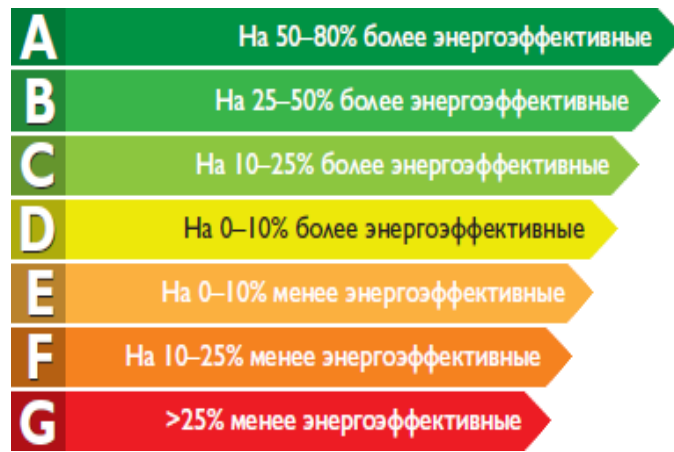 A На 50–80% более энергоэффективные
B На 25–50% более энергоэффективные
C На 10–25% более энергоэффективные
D На 0–10% более энергоэффективные
E На 0–10% менее энергоэффективные
F На 10–25% менее энергоэффективные
G >25% менее энергоэффективные